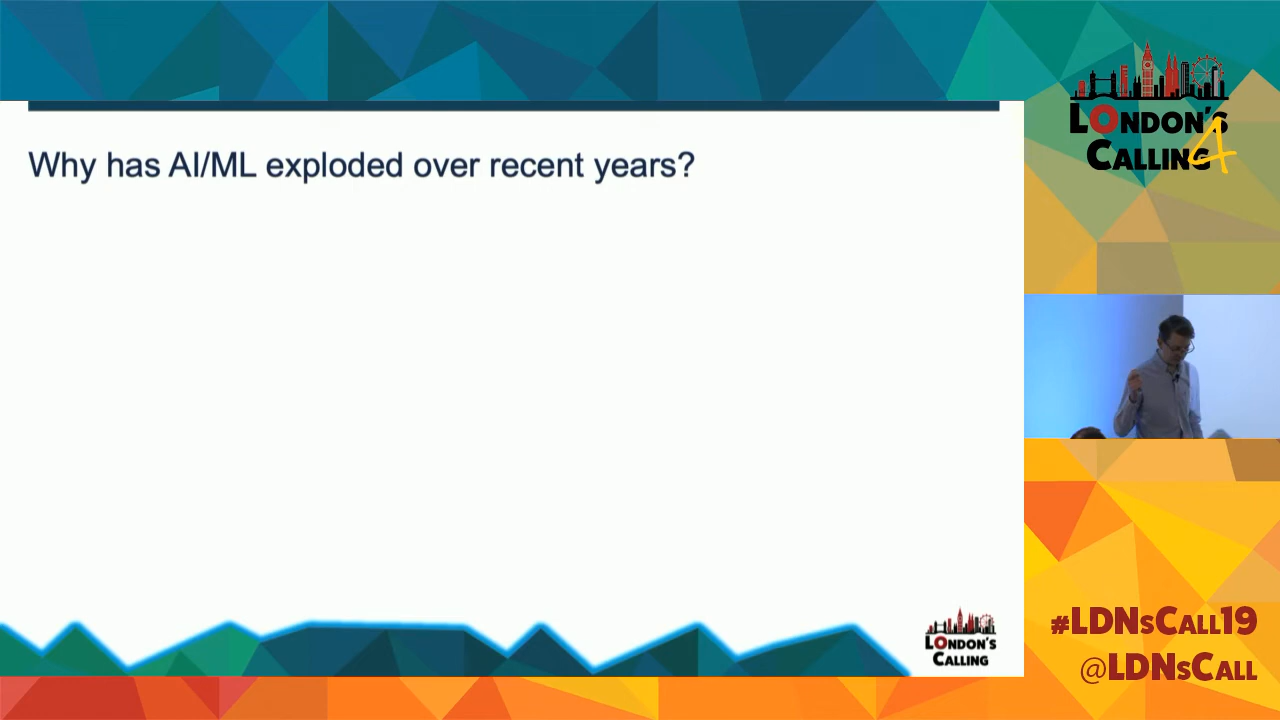 Why has AI/ML exploded over recent years?
LONDON'S
CALLING
4
LONDON'S
CALLING
#LDNSCALL19
@LDNSCALL